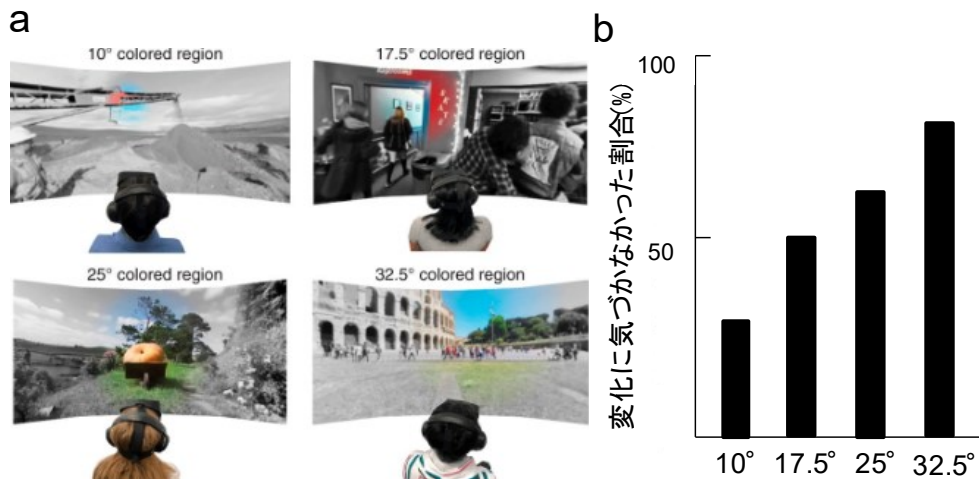 a
10° colored region
17.5° colored region
25° colored region
32.5° colored region
b
変化に気づかなかった割合(%)
100
50
10°
17.5°
25°
32.5°